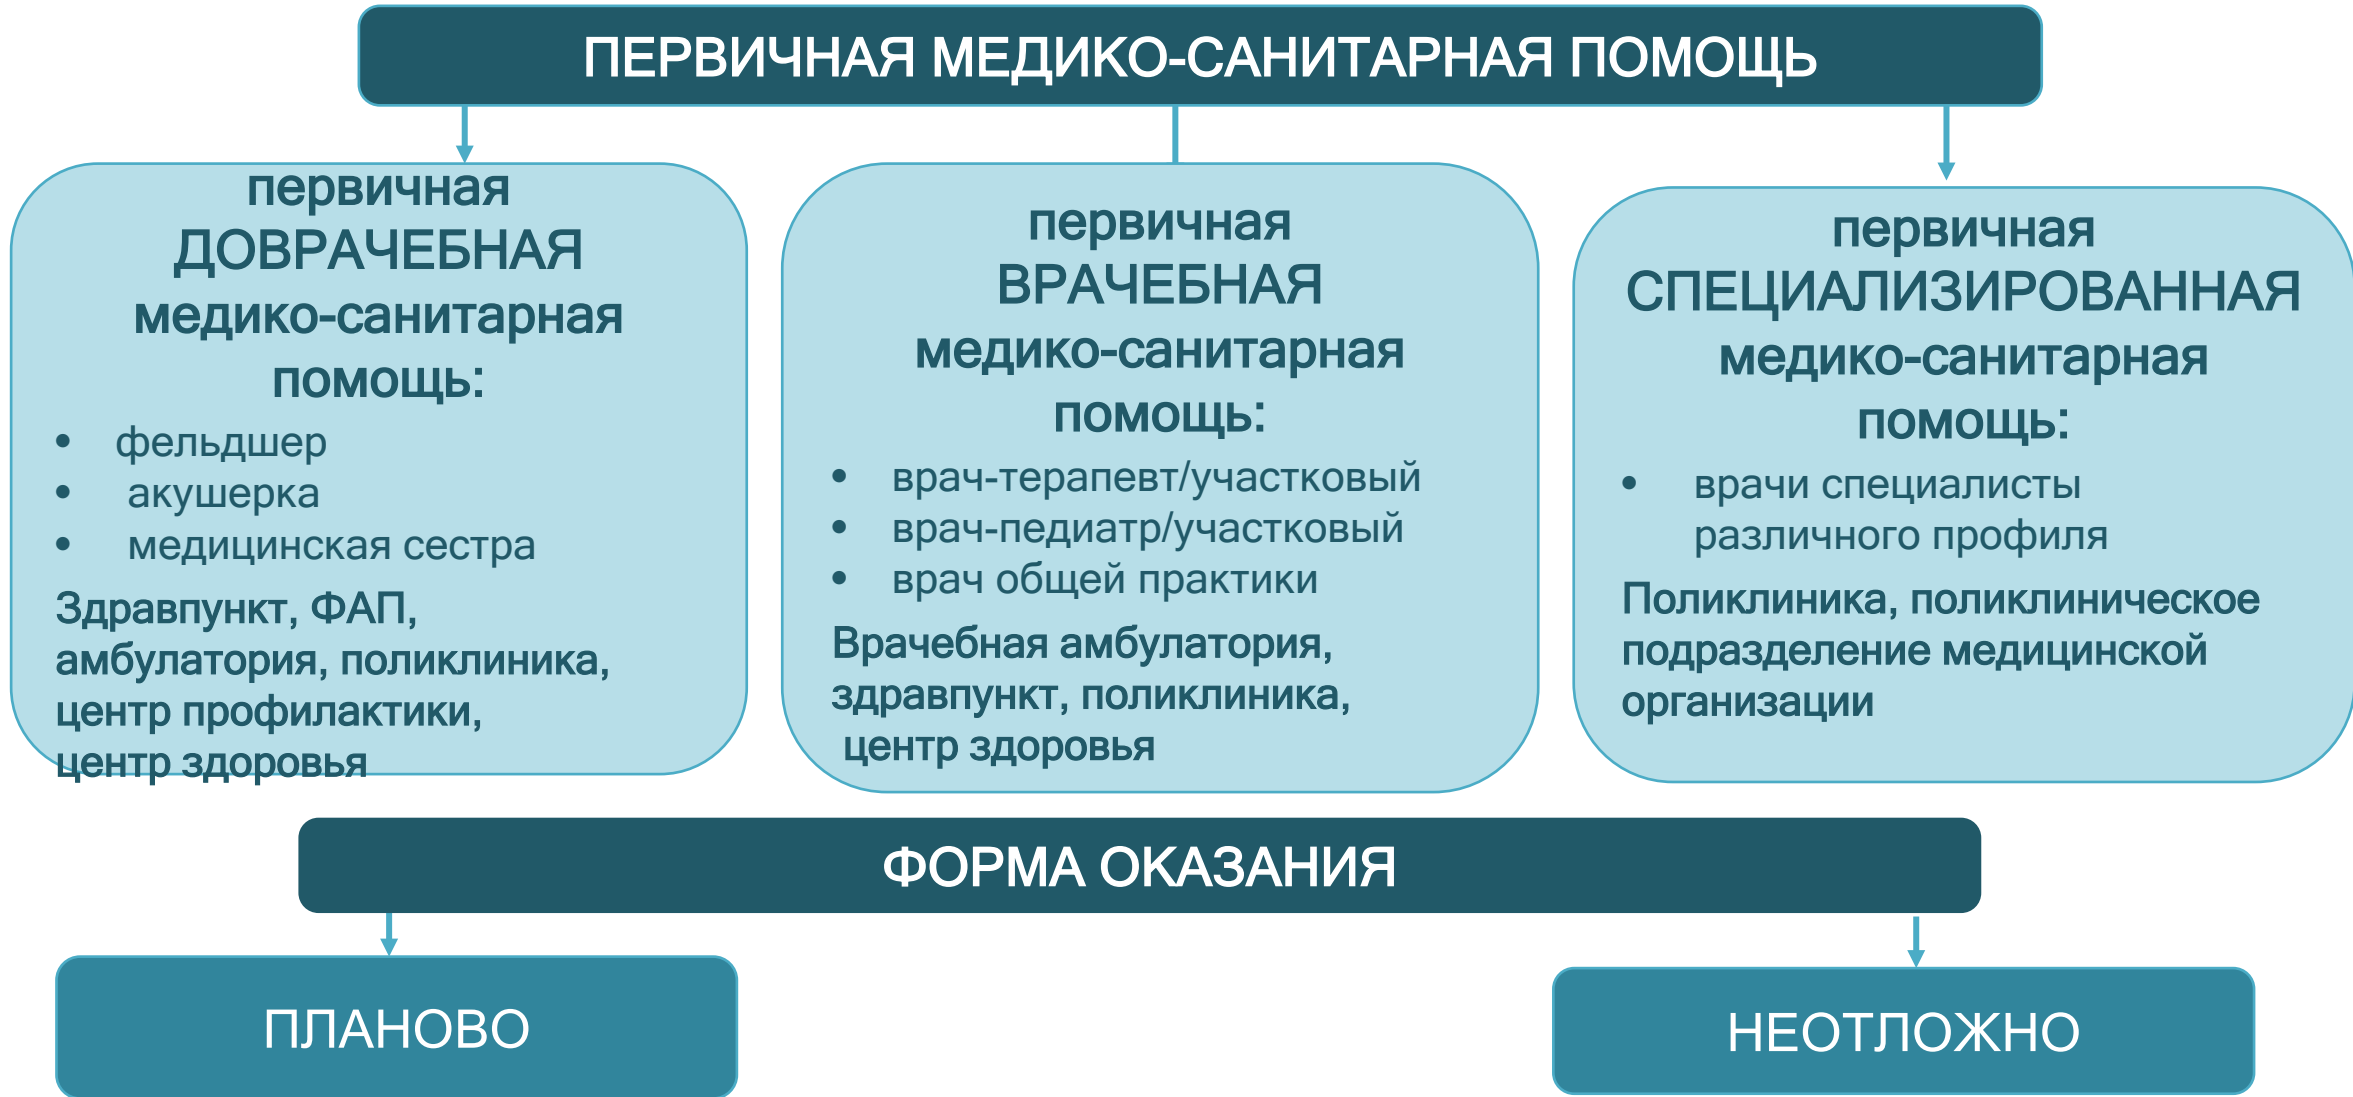 ПЕРВИЧНАЯ МЕДИКО-САНИТАРНАЯ ПОМОЩЬ
первичная
ДОВРАЧЕБНАЯ
медико-санитарная
помощь:
• фельдшер
• акушерка
• медицинская сестра
Здравпункт, ФАП,
амбулатория, поликлиника,
центр профилактики,
центр здоровья
первичная
ВРАЧЕБНАЯ
медико-санитарная
помощь:
• врач-терапевт/участковый
• врач-педиатр/участковый
• врач общей практики
Врачебная амбулатория,
здравпункт, поликлиника,
центр здоровья
первичная
СПЕЦИАЛИЗИРОВАННАЯ
медико-санитарная
помощь:
• врачи специалисты
различного профиля
Поликлиника, поликлиническое
подразделение медицинской
организации
ФОРМА ОКАЗАНИЯ
ПЛАНОВО
НЕОТЛОЖНО